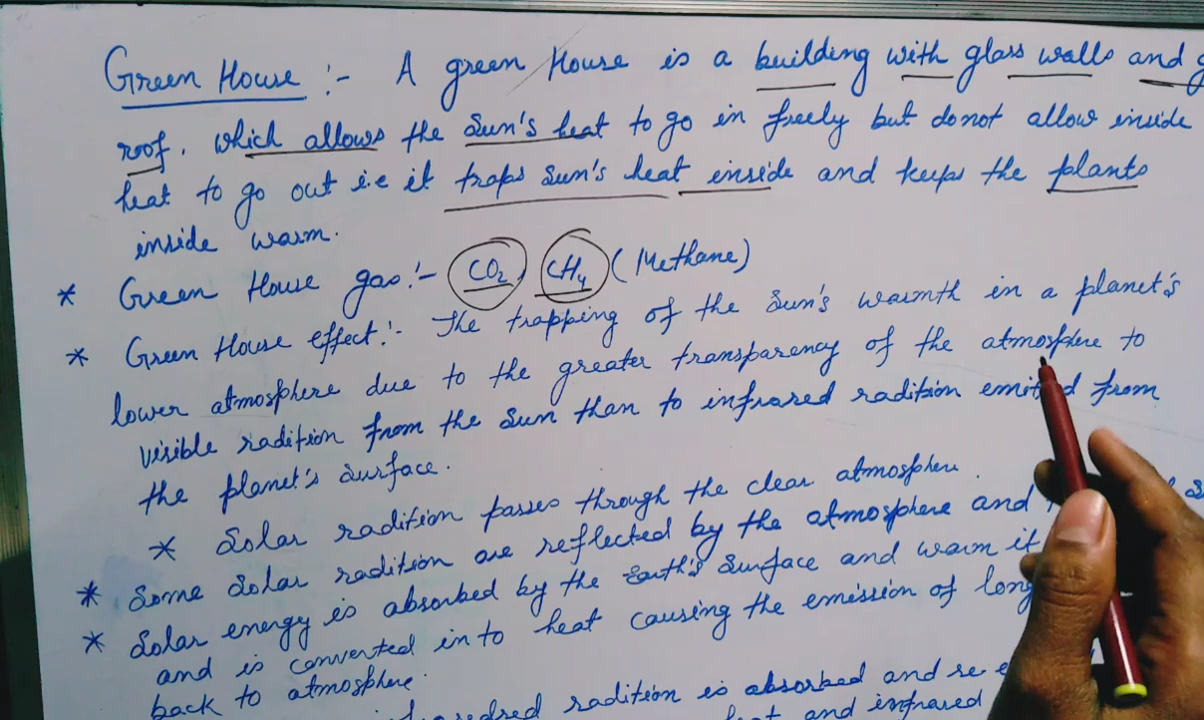 Green House :- A green House is a building with glass walls and
roof. which allows the Sun's heat to go in freely but donot allow inside
heat to go out i.e it traps Sun's heat inside and keeps the plants
inside warm.
* Green House gas :- CO2, CH4 (Methane)
* Green House effect :- The trapping of the Sun's warmth in a planet's
lower atmosphere due to the greater transparency of the atmosphere to
visible radition from the Sun than to infrared radition emitted from
the planet's surface.
* Solar radition passes through the clear atmosphere.
* Some Solar radition are reflected by the atmosphere and
* Solar energy is absorbed by the Earth's Surface and warm it
and is converted in to heat causing the emission of long
back to atmosphere.
radition is absorbed and re
and infrared